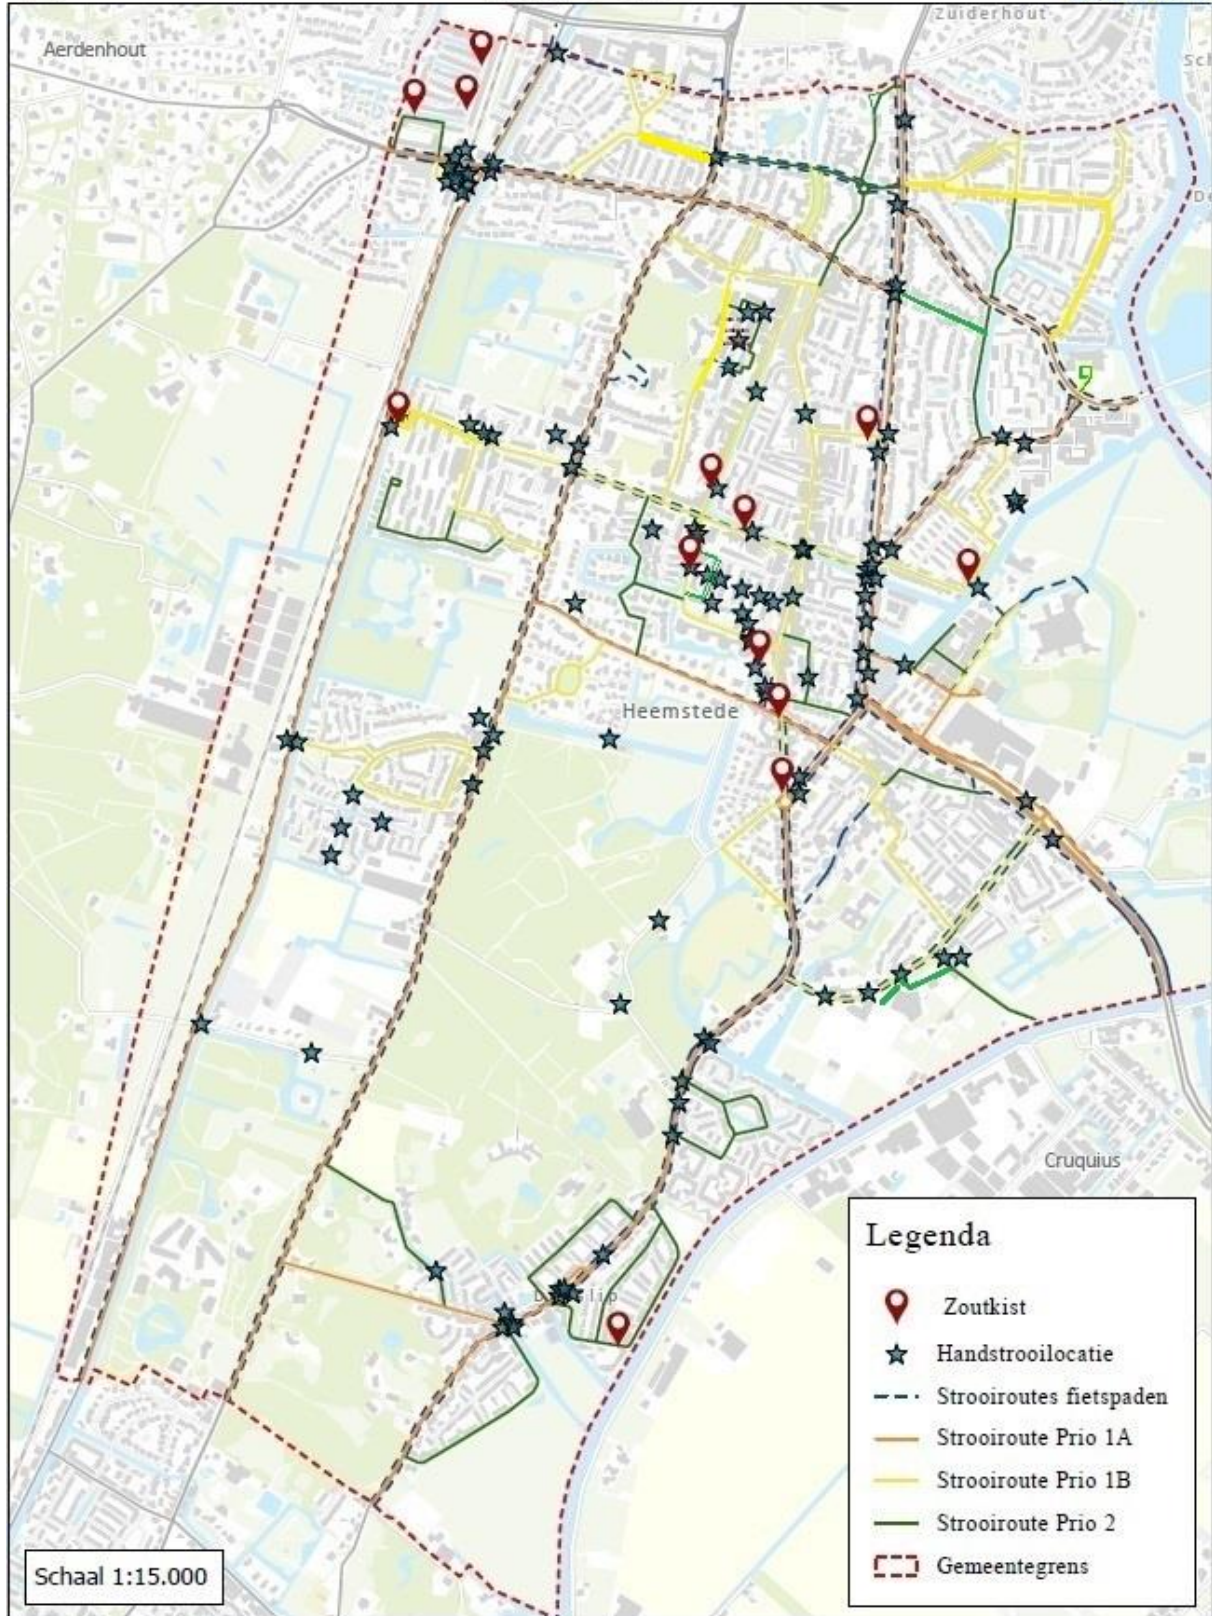 Zuiderhout
Aerdenhout
Heemstede
Cruquius
Legenda
Zoutkist
Handstrooilocatie
Strooiroutes fietspaden
Strooiroute Prio 1A
Strooiroute Prio 1B
Strooiroute Prio 2
Gemeentegrens
Schaal 1:15.000